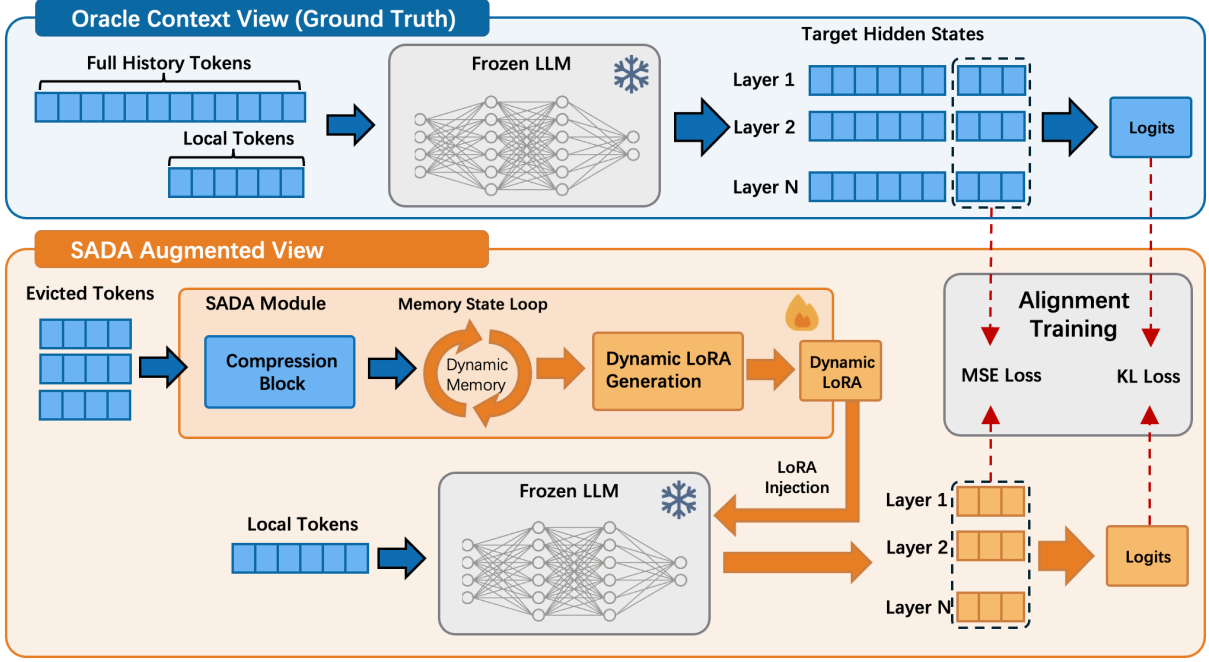 Oracle Context View (Ground Truth)
Full History Tokens
Local Tokens
Frozen LLM
Target Hidden States
Layer 1
Layer 2
Layer N
Logits
SADA Augmented View
Evicted Tokens
SADA Module
Compression
Block
Memory State Loop
Dynamic
Memory
Dynamic LoRA
Generation
Dynamic
LoRA
LoRA
Injection
Alignment
Training
MSE Loss
KL Loss
Local Tokens
Frozen LLM
Layer 1
Layer 2
Layer N
Logits